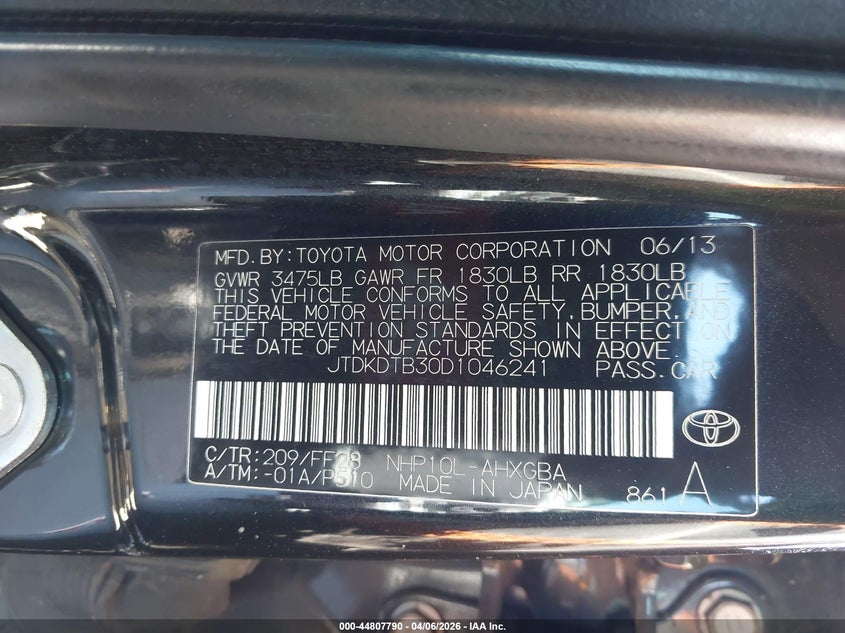 MFD. BY: TOYOTA MOTOR CORPORATION 06/13
GVWR 3475LB GAWR FR 1830LB RR 1830LB
THIS VEHICLE CONFORMS TO ALL APPLICABLE
FEDERAL MOTOR VEHICLE SAFETY, BUMPER, AND
THEFT PREVENTION STANDARDS IN EFFECT ON
THE DATE OF MANUFACTURE SHOWN ABOVE.
JTDKDTB30D1046241 PASS.CAR
C/TR: 209/FF28 NHP10L-AHXGBA
A/TM:-01A/P510 MADE IN JAPAN 861 A
000-44807790 - 04/06/2026 - IAA Inc.